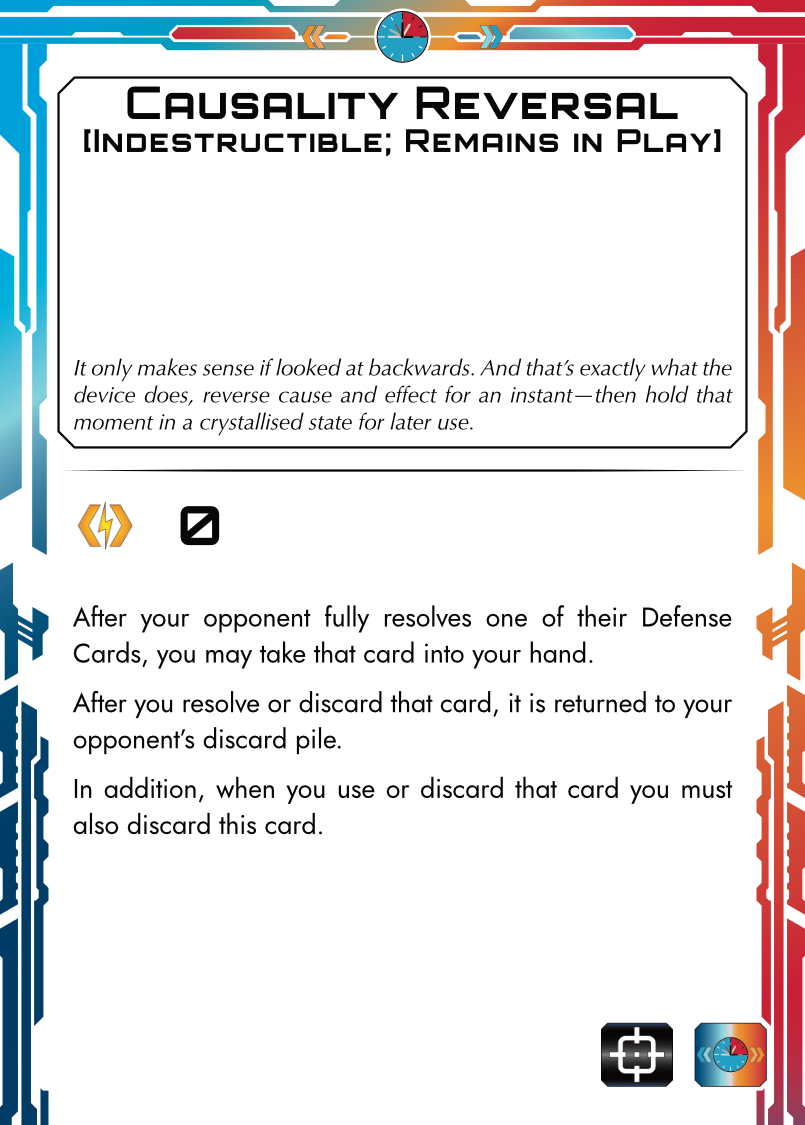 Causality Reversal
[Indestructible; Remains in Play]
It only makes sense if looked at backwards. And that’s exactly what the
device does, reverse cause and effect for an instant—then hold that
moment in a crystallised state for later use.
0
After your opponent fully resolves one of their Defense
Cards, you may take that card into your hand.
After you resolve or discard that card, it is returned to your
opponent’s discard pile.
In addition, when you use or discard that card you must
also discard this card.